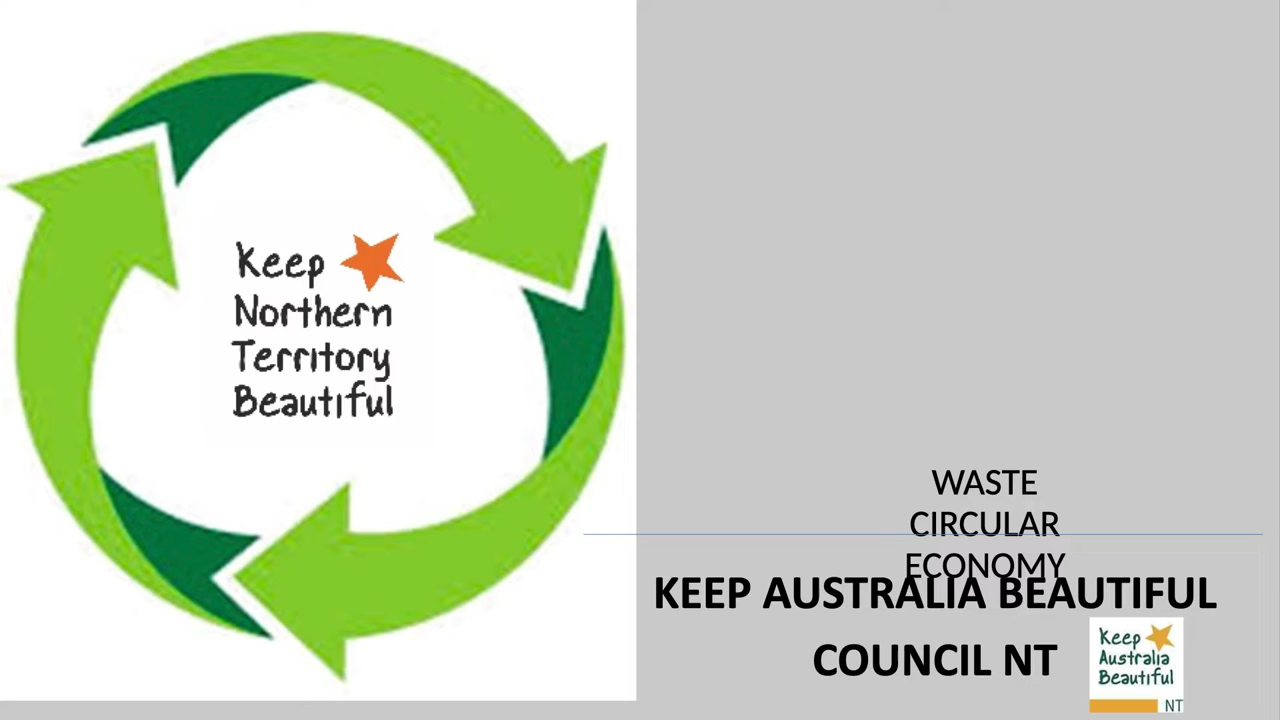 Keep
Northern
Territory
Beautiful
WASTE
CIRCULAR
ECONOMY
KEEP AUSTRALIA BEAUTIFUL
COUNCIL NT
Keep
Australia
Beautiful
NT